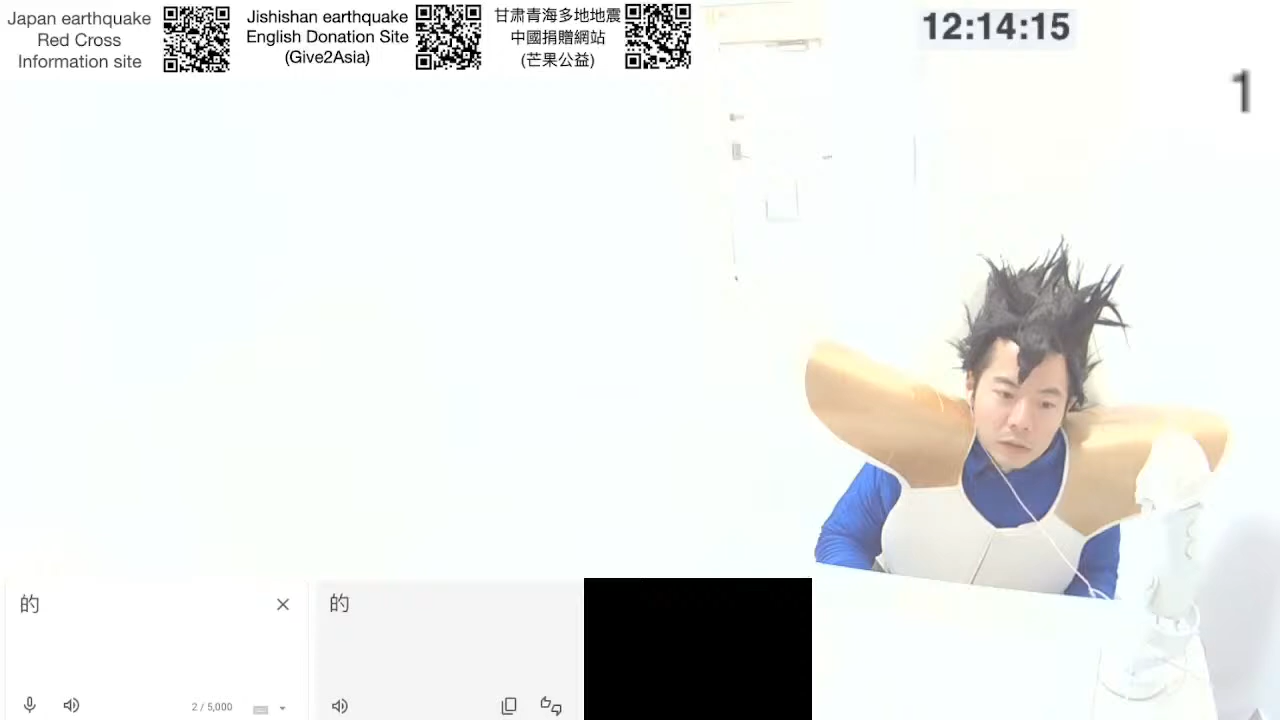 Japan earthquake
Red Cross
Information site
Jishishan earthquake
English Donation Site
(Give2Asia)
甘肃青海多地地震
中國捐贈網站
(芒果公益)
12:14:15
1
的
的
2 / 5,000